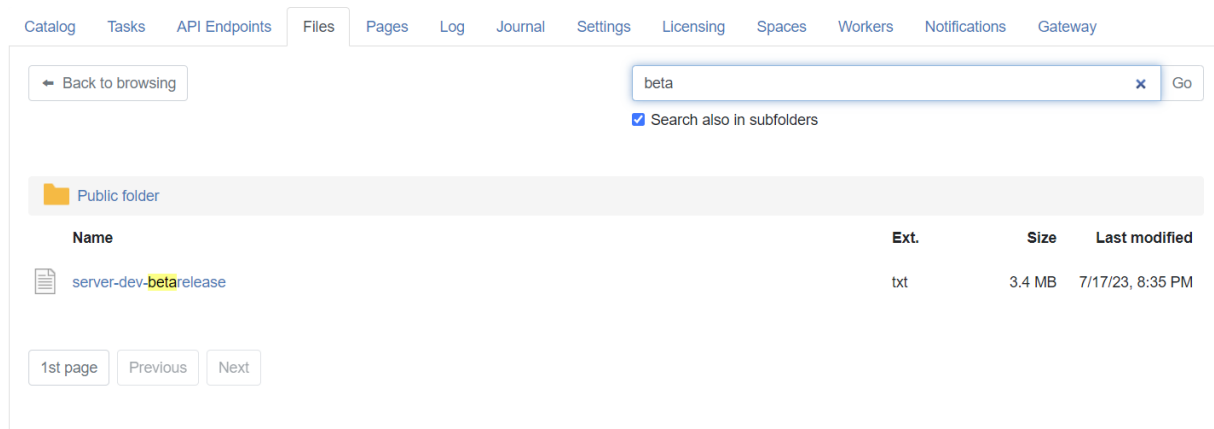 Catalog Tasks API Endpoints Files Pages Log Journal Settings Licensing Spaces Workers Notifications Gateway
Back to browsing
beta Go
Search also in subfolders
Public folder
Name Ext. Size Last modified
server-dev-betarelease txt 3.4 MB 7/17/23, 8:35 PM
1st page Previous Next